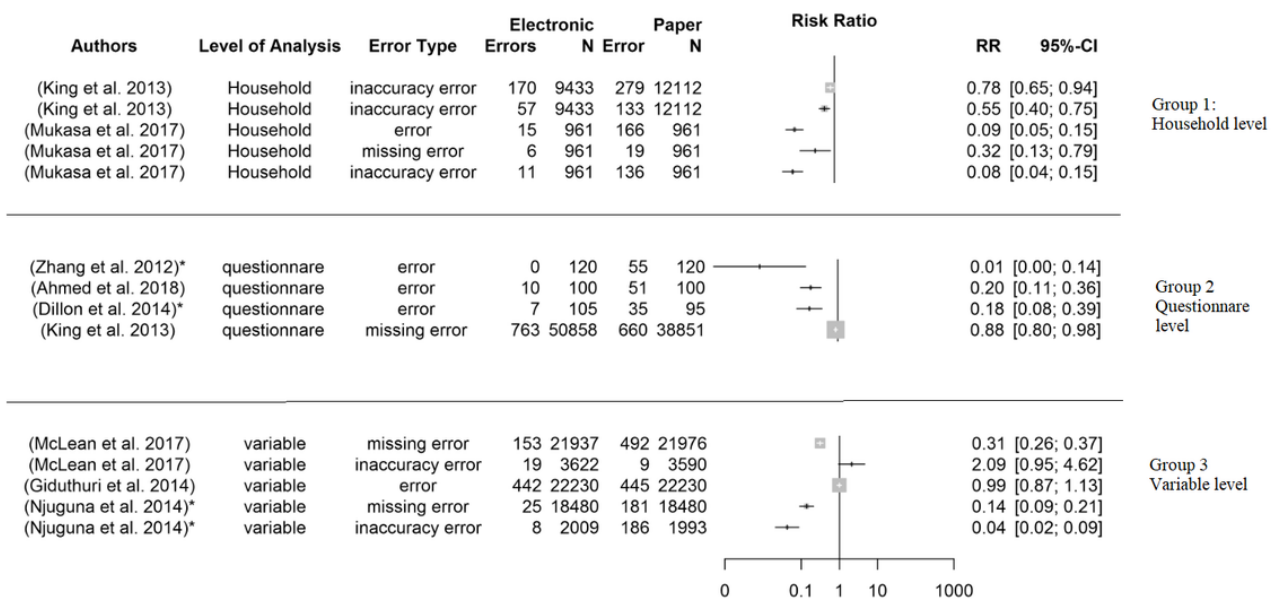 Electronic Paper Risk Ratio
Authors Level of Analysis Error Type Errors N Error N RR 95%-CI
(King et al. 2013) Household inaccuracy error 170 9433 279 12112 0.78 [0.65; 0.94]
(King et al. 2013) Household inaccuracy error 57 9433 133 12112 0.55 [0.40; 0.75]
(Mukasa et al. 2017) Household error 15 961 166 961 0.09 [0.05; 0.15]
(Mukasa et al. 2017) Household missing error 6 961 19 961 0.32 [0.13; 0.79]
(Mukasa et al. 2017) Household inaccuracy error 11 961 136 961 0.08 [0.04; 0.15]
Group 1:
Household level
(Zhang et al. 2012)* questionnare error 0 120 55 120 0.01 [0.00; 0.14]
(Ahmed et al. 2018) questionnare error 10 100 51 100 0.20 [0.11; 0.36]
(Dillon et al. 2014)* questionnare error 7 105 35 95 0.18 [0.08; 0.39]
(King et al. 2013) questionnare missing error 763 50858 660 38851 0.88 [0.80; 0.98]
Group 2
Questionnare
level
(McLean et al. 2017) variable missing error 153 21937 492 21976 0.31 [0.26; 0.37]
(McLean et al. 2017) variable inaccuracy error 19 3622 9 3590 2.09 [0.95; 4.62]
(Giduthuri et al. 2014) variable error 442 22230 445 22230 0.99 [0.87; 1.13]
(Njuguna et al. 2014)* variable missing error 25 18480 181 18480 0.14 [0.09; 0.21]
(Njuguna et al. 2014)* variable inaccuracy error 8 2009 186 1993 0.04 [0.02; 0.09]
Group 3
Variable level
0 0.1 1 10 1000